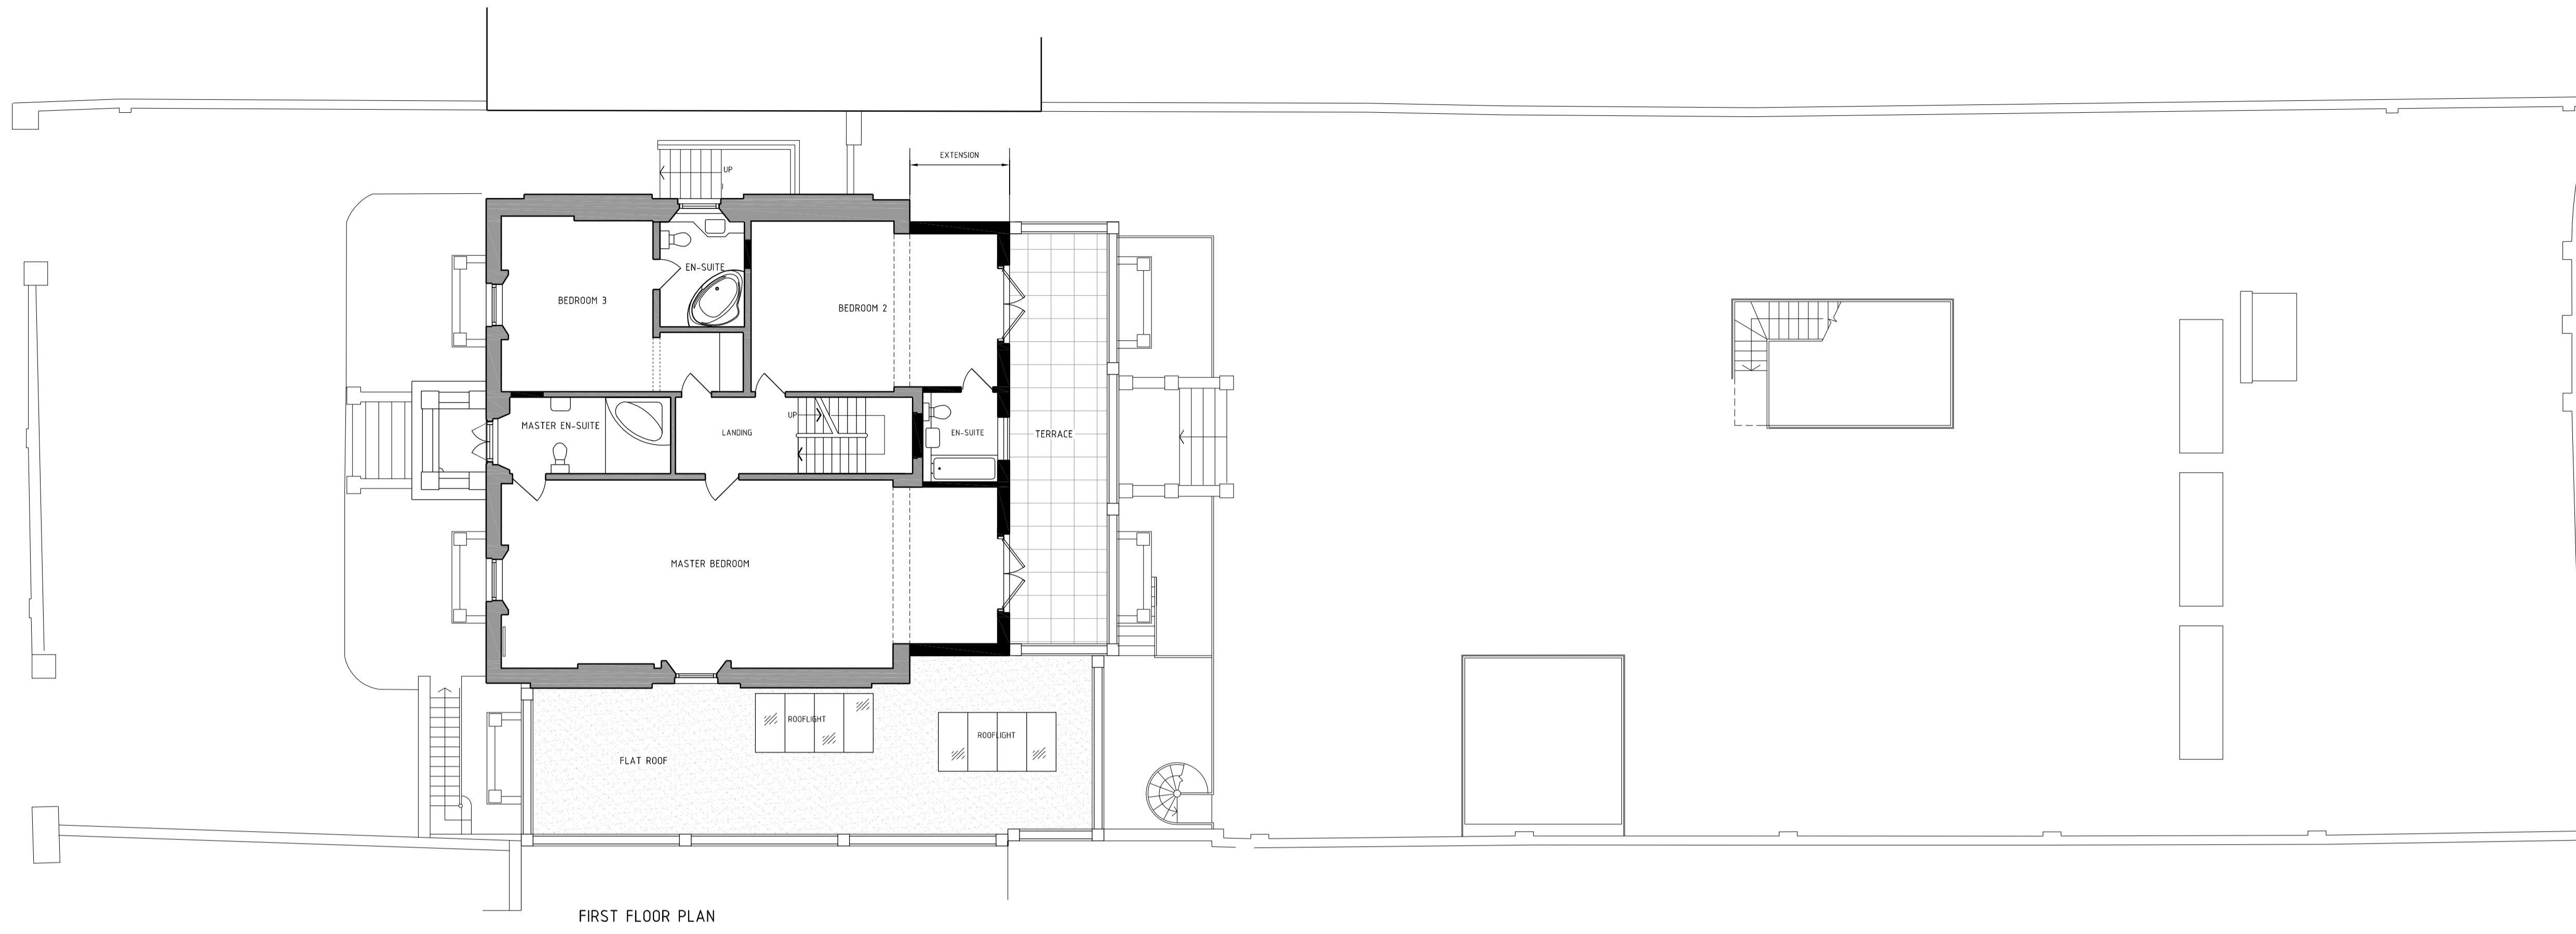 EXTENSION
UP
EN-SUITE
BEDROOM 3
BEDROOM 2
UP
MASTER EN-SUITE
LANDING
EN-SUITE
TERRACE
MASTER BEDROOM
ROOFLIGHT
ROOFLIGHT
FLAT ROOF
FIRST FLOOR PLAN